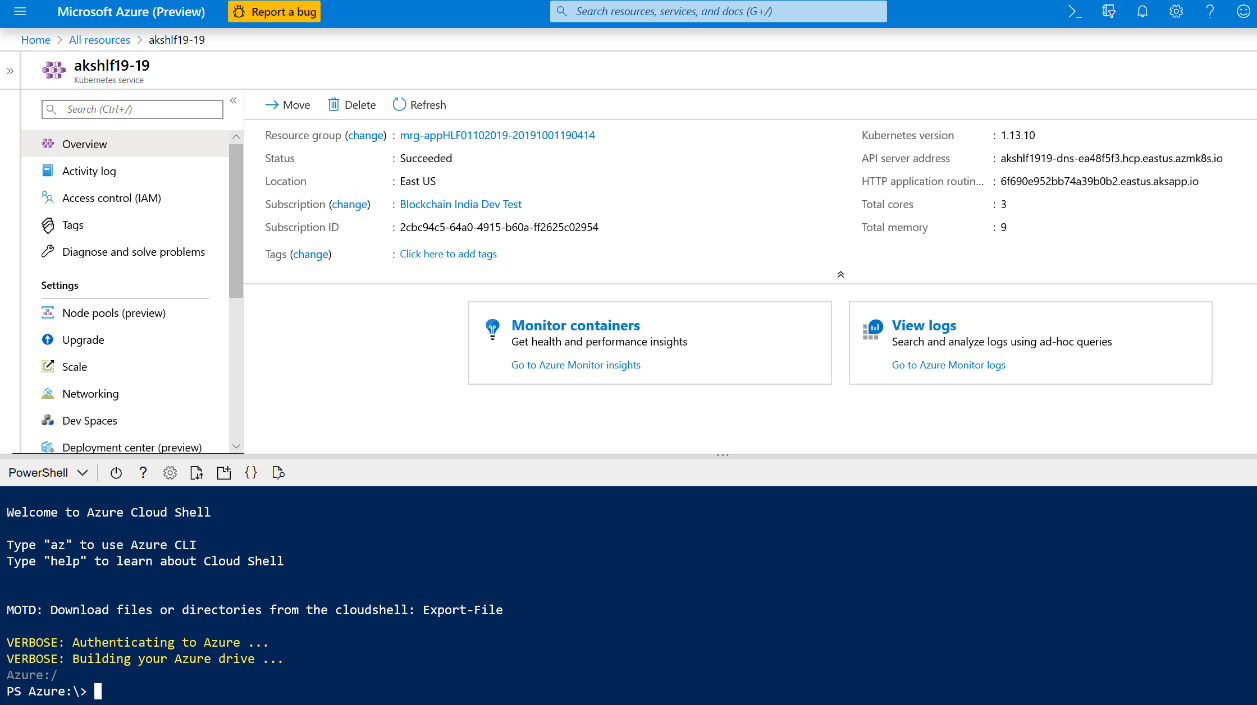 Microsoft Azure (Preview)
Report a bug
Search resources, services, and docs (G+/)
Home > All resources > akshlf19-19
akshlf19-19
Kubernetes service
Search (Ctrl+/)
Overview
Activity log
Access control (IAM)
Tags
Diagnose and solve problems
Settings
Node pools (preview)
Upgrade
Scale
Networking
Dev Spaces
Deployment center (preview)
Move Delete Refresh
Resource group (change) : mrg-appHLF01102019-20191001190414
Status : Succeeded
Location : East US
Subscription (change) : Blockchain India Dev Test
Subscription ID : 2cbc94c5-64a0-4915-b60a-ff2625c02954
Tags (change) : Click here to add tags
Kubernetes version : 1.13.10
API server address : akshlf1919-dns-ea48f5f3.hcp.eastus.azmk8s.io
HTTP application routin... : 6f690e952bb74a39b0b2.eastus.aksapp.io
Total cores : 3
Total memory : 9
Monitor containers
Get health and performance insights
Go to Azure Monitor insights
View logs
Search and analyze logs using ad-hoc queries
Go to Azure Monitor logs
PowerShell
Welcome to Azure Cloud Shell
Type "az" to use Azure CLI
Type "help" to learn about Cloud Shell
MOTD: Download files or directories from the cloudshell: Export-File
VERBOSE: Authenticating to Azure ...
VERBOSE: Building your Azure drive ...
Azure:/
PS Azure:\>